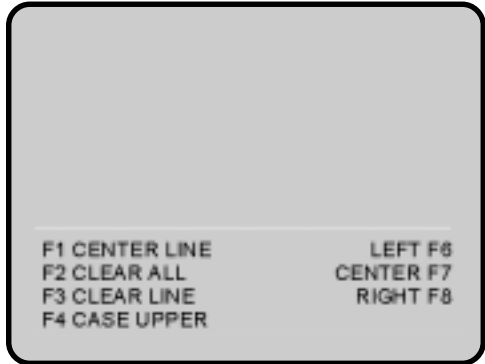 F1 CENTER LINE LEFT F6
F2 CLEAR ALL CENTER F7
F3 CLEAR LINE RIGHT F8
F4 CASE UPPER